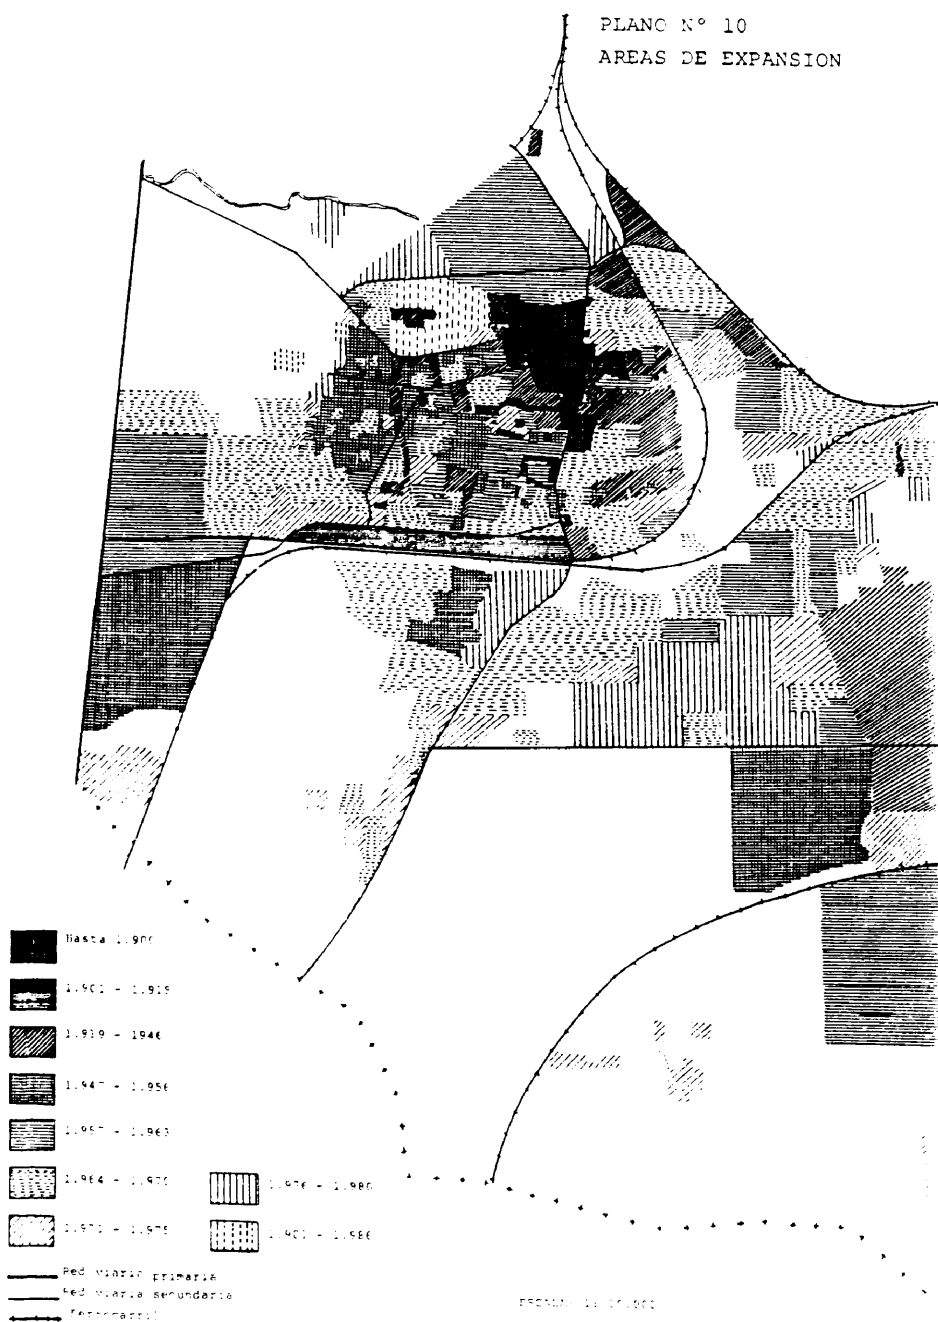 PLANO Nº 10
AREAS DE EXPANSION
Hasta 1.900
1.901 - 1.918
1.919 - 1946
1.947 - 1.956
1.957 - 1.963
1.964 - 1.970
1.971 - 1.975
1.976 - 1.980
1.901 - 1.986
Red viaria primaria
Red viaria secundaria
Ferrocarril